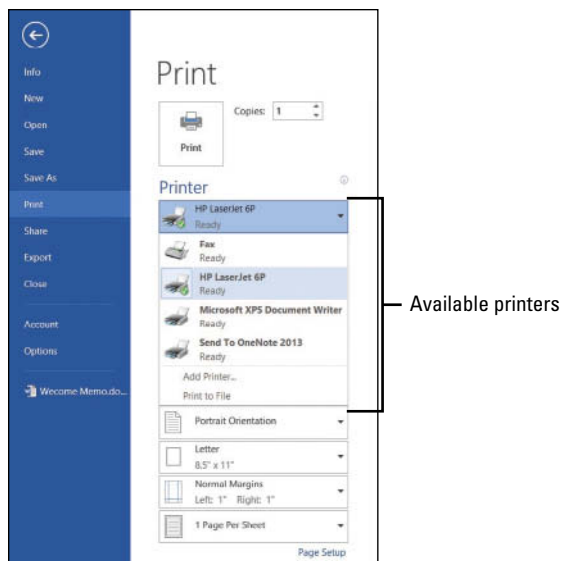 Info
New
Open
Save
Save As
Print
Share
Export
Close
Account
Options
Wecome Memo.do...
Print
Copies: 1
Print
Printer
HP LaserJet 6P
Ready
Fax
Ready
HP LaserJet 6P
Ready
Microsoft XPS Document Writer
Ready
Send To OneNote 2013
Ready
Add Printer...
Print to File
Portrait Orientation
Letter
8.5" x 11"
Normal Margins
Left: 1" Right: 1"
1 Page Per Sheet
Page Setup
Available printers